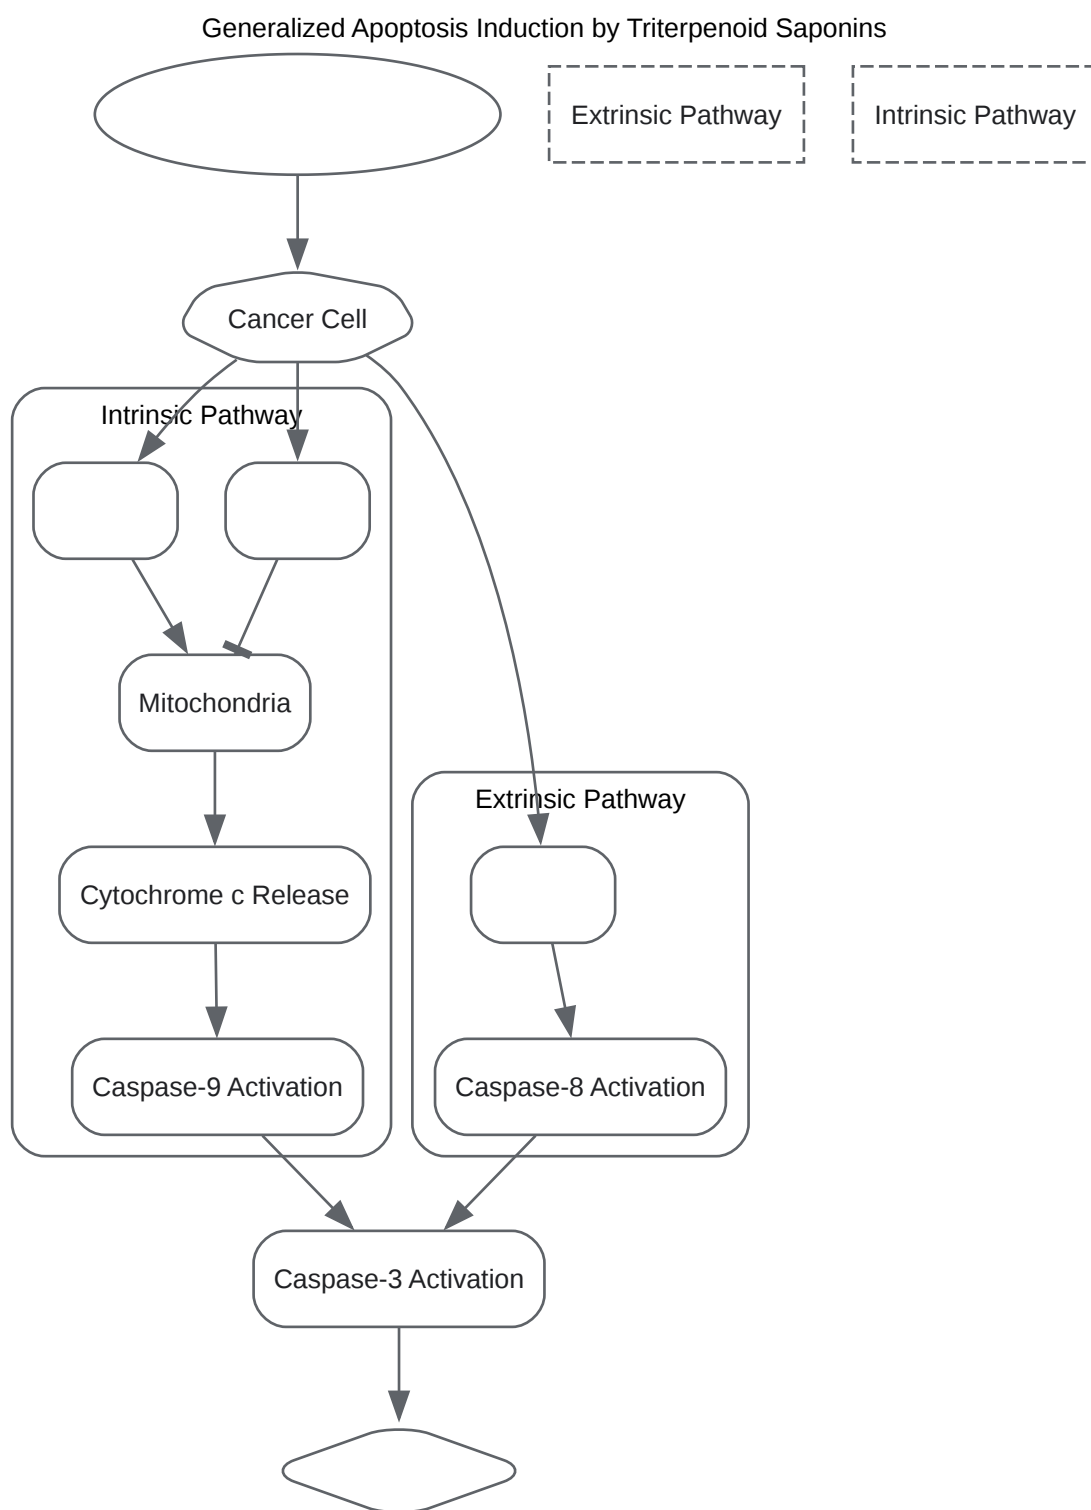 Generalized Apoptosis Induction by Triterpenoid Saponins
Extrinsic Pathway
Intrinsic Pathway
Cancer Cell
Intrinsic Pathway
Mitochondria
Extrinsic Pathway
Cytochrome c Release
Caspase-9 Activation
Caspase-8 Activation
Caspase-3 Activation